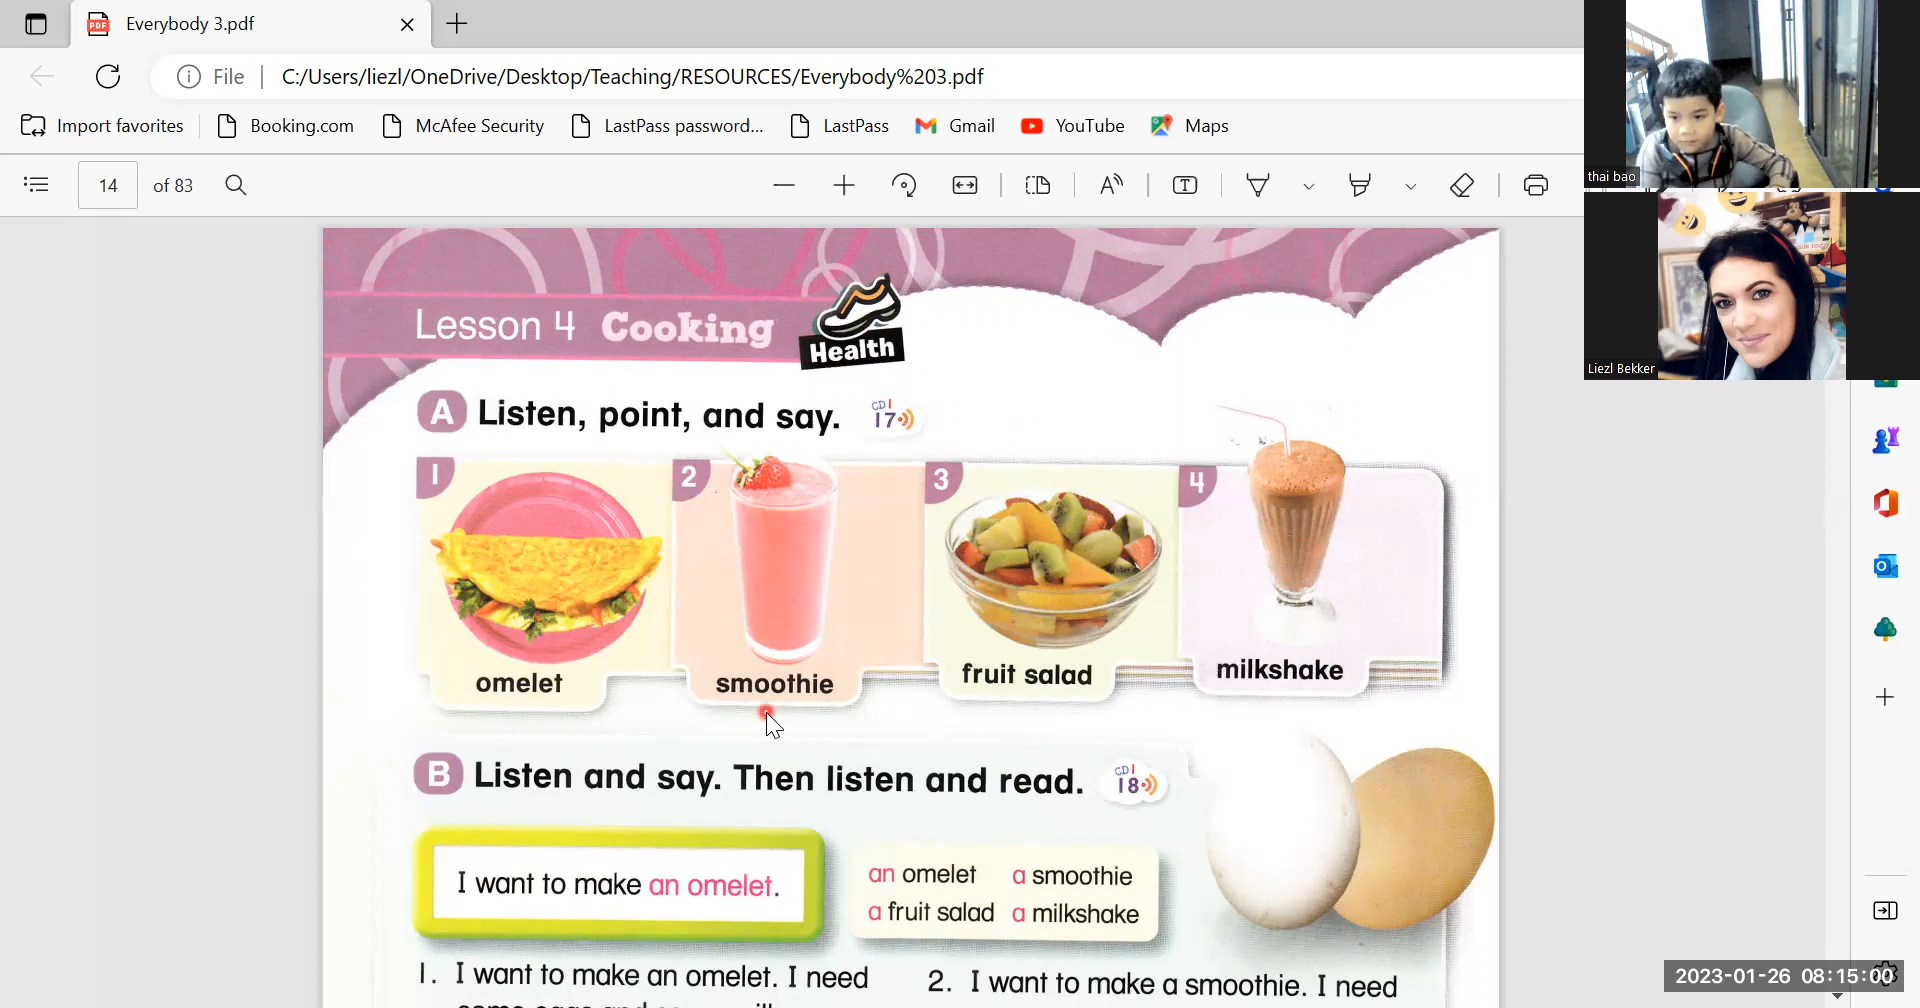 Everybody 3.pdf
File
C:/Users/liezl/OneDrive/Desktop/Teaching/RESOURCES/Everybody%203.pdf
Import favorites
Booking.com
McAfee Security
LastPass password...
LastPass
Gmail
YouTube
Maps
14 of 83
thai bao
Liezl Bekker
Lesson 4 Cooking
Health
A Listen, point, and say.
CD1
17
1
2
3
4
omelet
smoothie
fruit salad
milkshake
B Listen and say. Then listen and read.
CD1
18
I want to make an omelet.
an omelet a smoothie
a fruit salad a milkshake
1. I want to make an omelet. I need
2. I want to make a smoothie. I need
2023-01-26 08:15:00